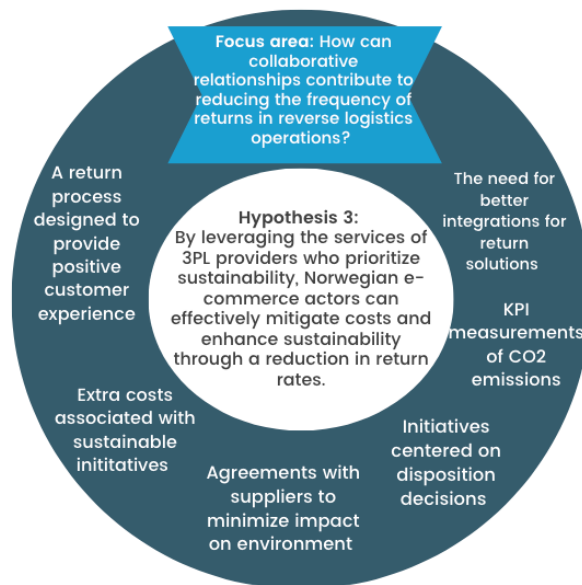 Focus area: How can
collaborative
relationships contribute to
reducing the frequency of
returns in reverse logistics
operations?
A return
process
designed to
provide
positive
customer
experience
The need for
better
integrations for
return
solutions
Hypothesis 3:
By leveraging the services of
3PL providers who prioritize
sustainability, Norwegian e-
commerce actors can
effectively mitigate costs and
enhance sustainability
through a reduction in return
rates.
KPI
measurements
of CO2
emissions
Extra costs
associated with
sustainable
inititatives
Initiatives
centered on
disposition
decisions
Agreements with
suppliers to
minimize impact
on environment